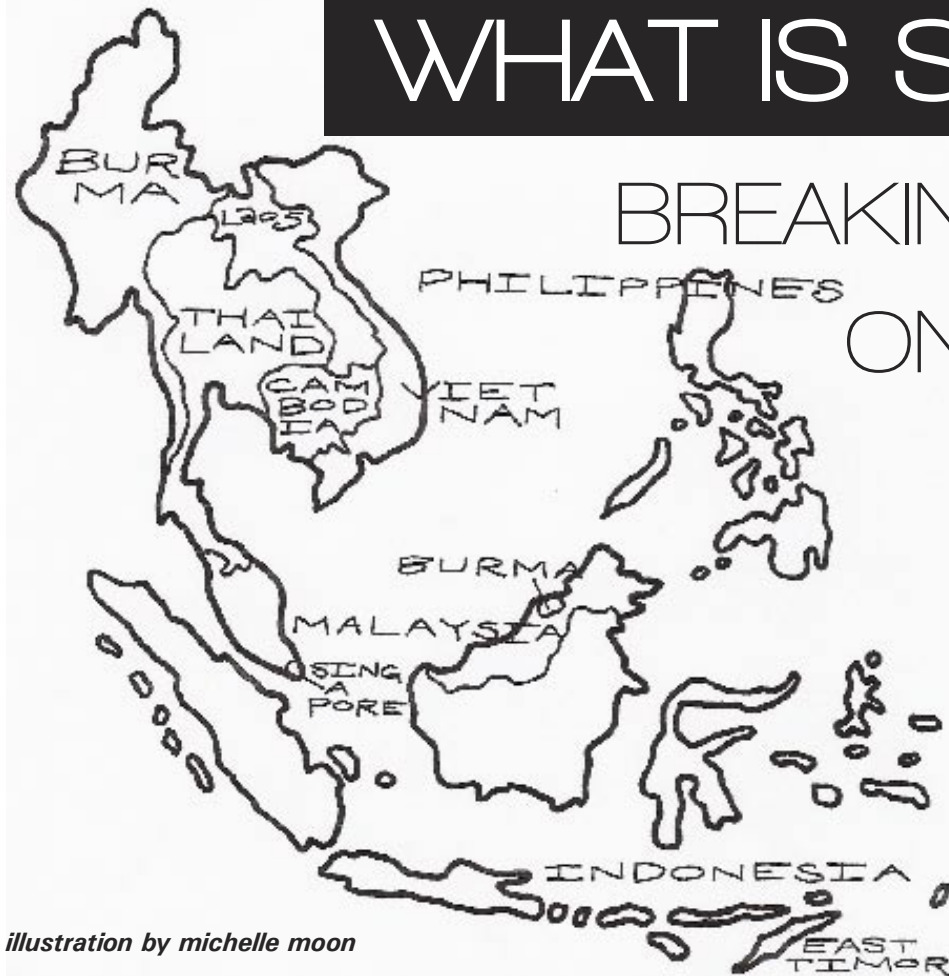 WHAT IS S
BREAKIN
ON
BUR
MA
LAOS
PHILIPPINES
THAI
LAND
CAM
BOD
IA
VIET
NAM
BURMA
MALAYSIA
SING
A
PORE
INDONESIA
EAST
TIMOR
illustration by michelle moon